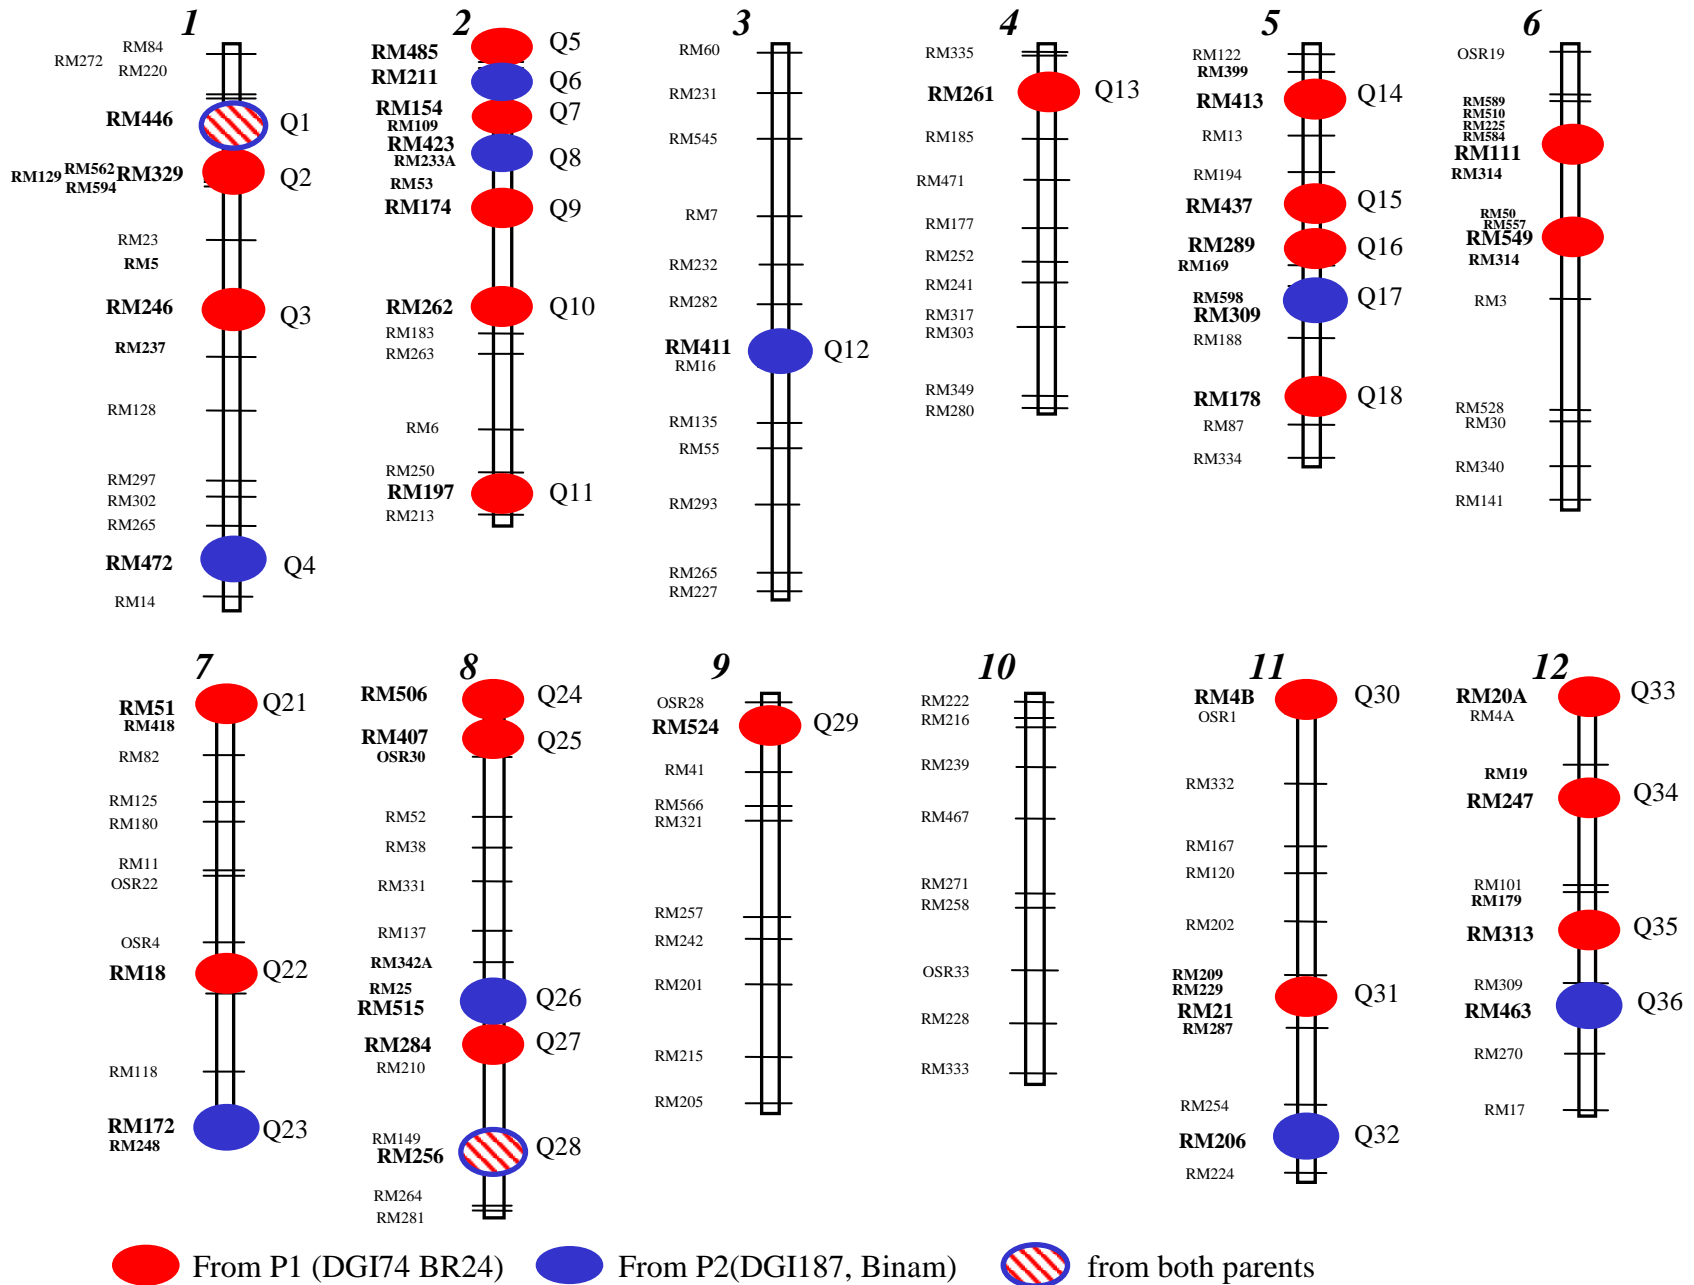 1
RM84
RM272
RM220
RM446
Q1
RM562
RM129
RM594
RM329
Q2
RM23
RM5
RM246
Q3
RM237
RM128
RM297
RM302
RM265
RM472
Q4
RM14
2
RM485
Q5
RM211
Q6
RM154
Q7
RM109
RM423
Q8
RM233A
RM53
RM174
Q9
RM262
Q10
RM183
RM263
RM6
RM250
RM197
Q11
RM213
3
RM60
RM231
RM545
RM7
RM232
RM282
RM411
Q12
RM16
RM135
RM55
RM293
RM265
RM227
4
RM335
RM261
Q13
RM185
RM471
RM177
RM252
RM241
RM317
RM303
RM349
RM280
5
RM122
RM399
RM413
Q14
RM13
RM194
RM437
Q15
RM289
Q16
RM169
RM598
Q17
RM309
RM188
RM178
Q18
RM87
RM334
6
OSR19
RM589
RM510
RM225
RM584
RM111
RM314
RM50
RM557
RM549
RM314
RM3
RM528
RM30
RM340
RM141
7
RM51
Q21
RM418
RM82
RM125
RM180
RM11
OSR22
OSR4
RM18
Q22
RM118
RM172
Q23
RM248
8
RM506
Q24
RM407
Q25
OSR30
RM52
RM38
RM331
RM137
RM342A
RM25
RM515
Q26
RM284
Q27
RM210
RM149
RM256
Q28
RM264
RM281
9
OSR28
RM524
Q29
RM41
RM566
RM321
RM257
RM242
RM201
RM215
RM205
10
RM222
RM216
RM239
RM467
RM271
RM258
OSR33
RM228
RM333
11
RM4B
Q30
OSR1
RM332
RM167
RM120
RM202
RM209
RM229
Q31
RM21
RM287
RM254
RM206
Q32
RM224
12
RM20A
Q33
RM4A
RM19
RM247
Q34
RM101
RM179
RM313
Q35
RM309
RM463
Q36
RM270
RM17
From P1 (DGI74 BR24)
From P2(DGI187, Binam)
from both parents